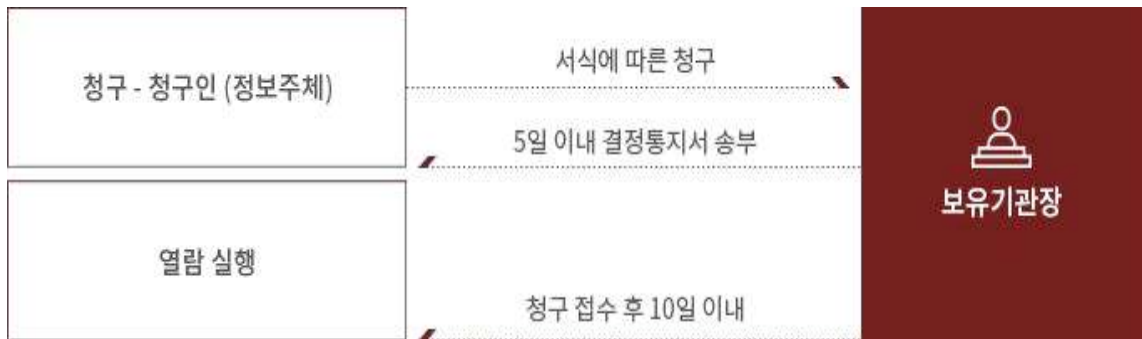 청구 - 청구인 (정보주체)
서식에 따른 청구
5일 이내 결정통지서 송부
보유기관장
열람 실행
청구 접수 후 10일 이내